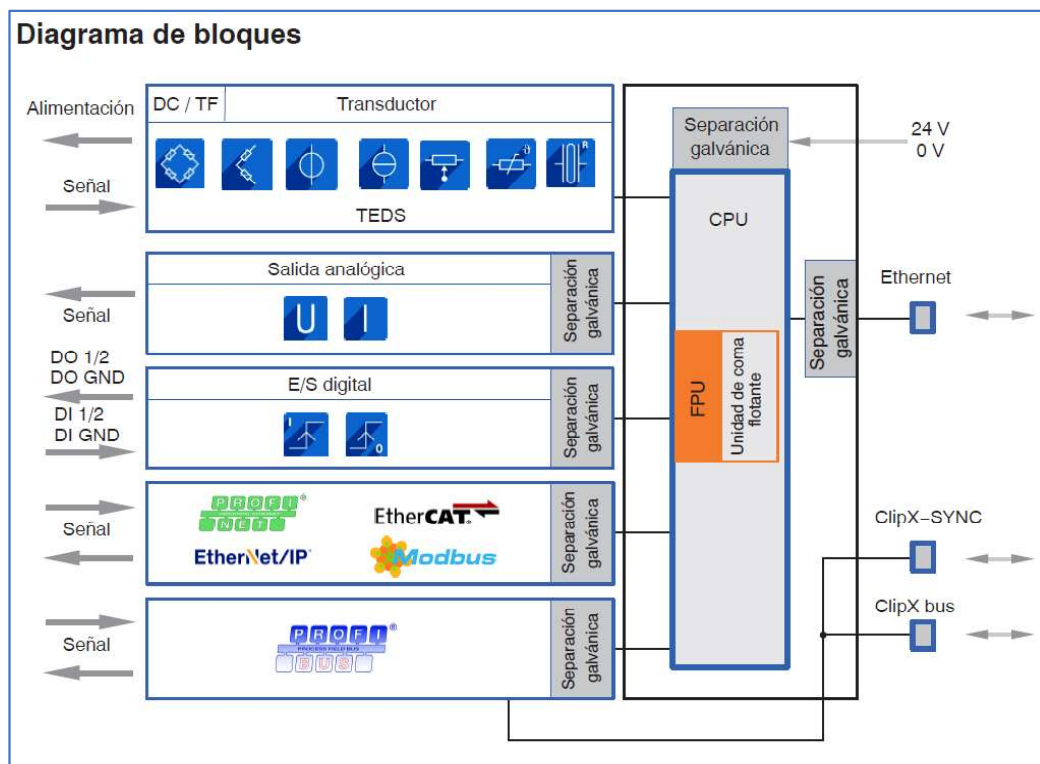 Diagrama de bloques
Alimentación
Señal
DC / TF
Transductor
R
TEDS
Separación
galvánica
24 V
0 V
CPU
Señal
Salida analógica
U I
Separación
galvánica
Separación
galvánica
Ethernet
DO 1/2
DO GND
DI 1/2
DI GND
E/S digital
I
O
Separación
galvánica
FPU
Unidad de coma
flotante
Señal
PROFI®
NET
EtherCAT®
EtherNet/IP
Modbus
Separación
galvánica
ClipX-SYNC
ClipX bus
Señal
PROFI®
PROCESS FIELD BUS
BUS
Separación
galvánica